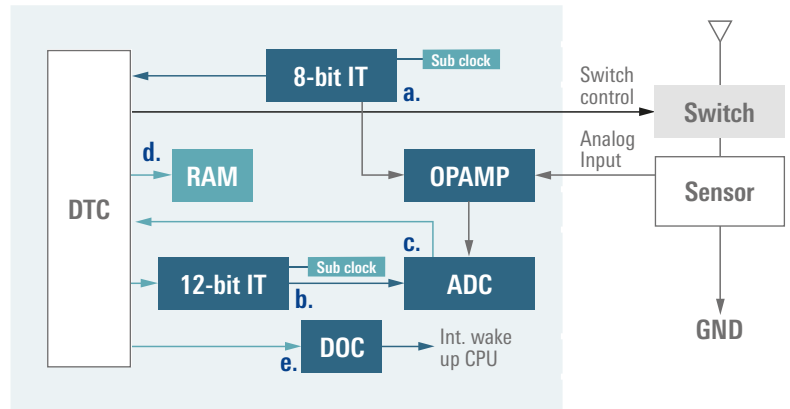 Sub clock
8-bit IT
a.
Switch
control
Switch
d.
RAM
Analog
Input
OPAMP
Sensor
DTC
c.
Sub clock
12-bit IT
b.
ADC
GND
e.
DOC
Int. wake
up CPU